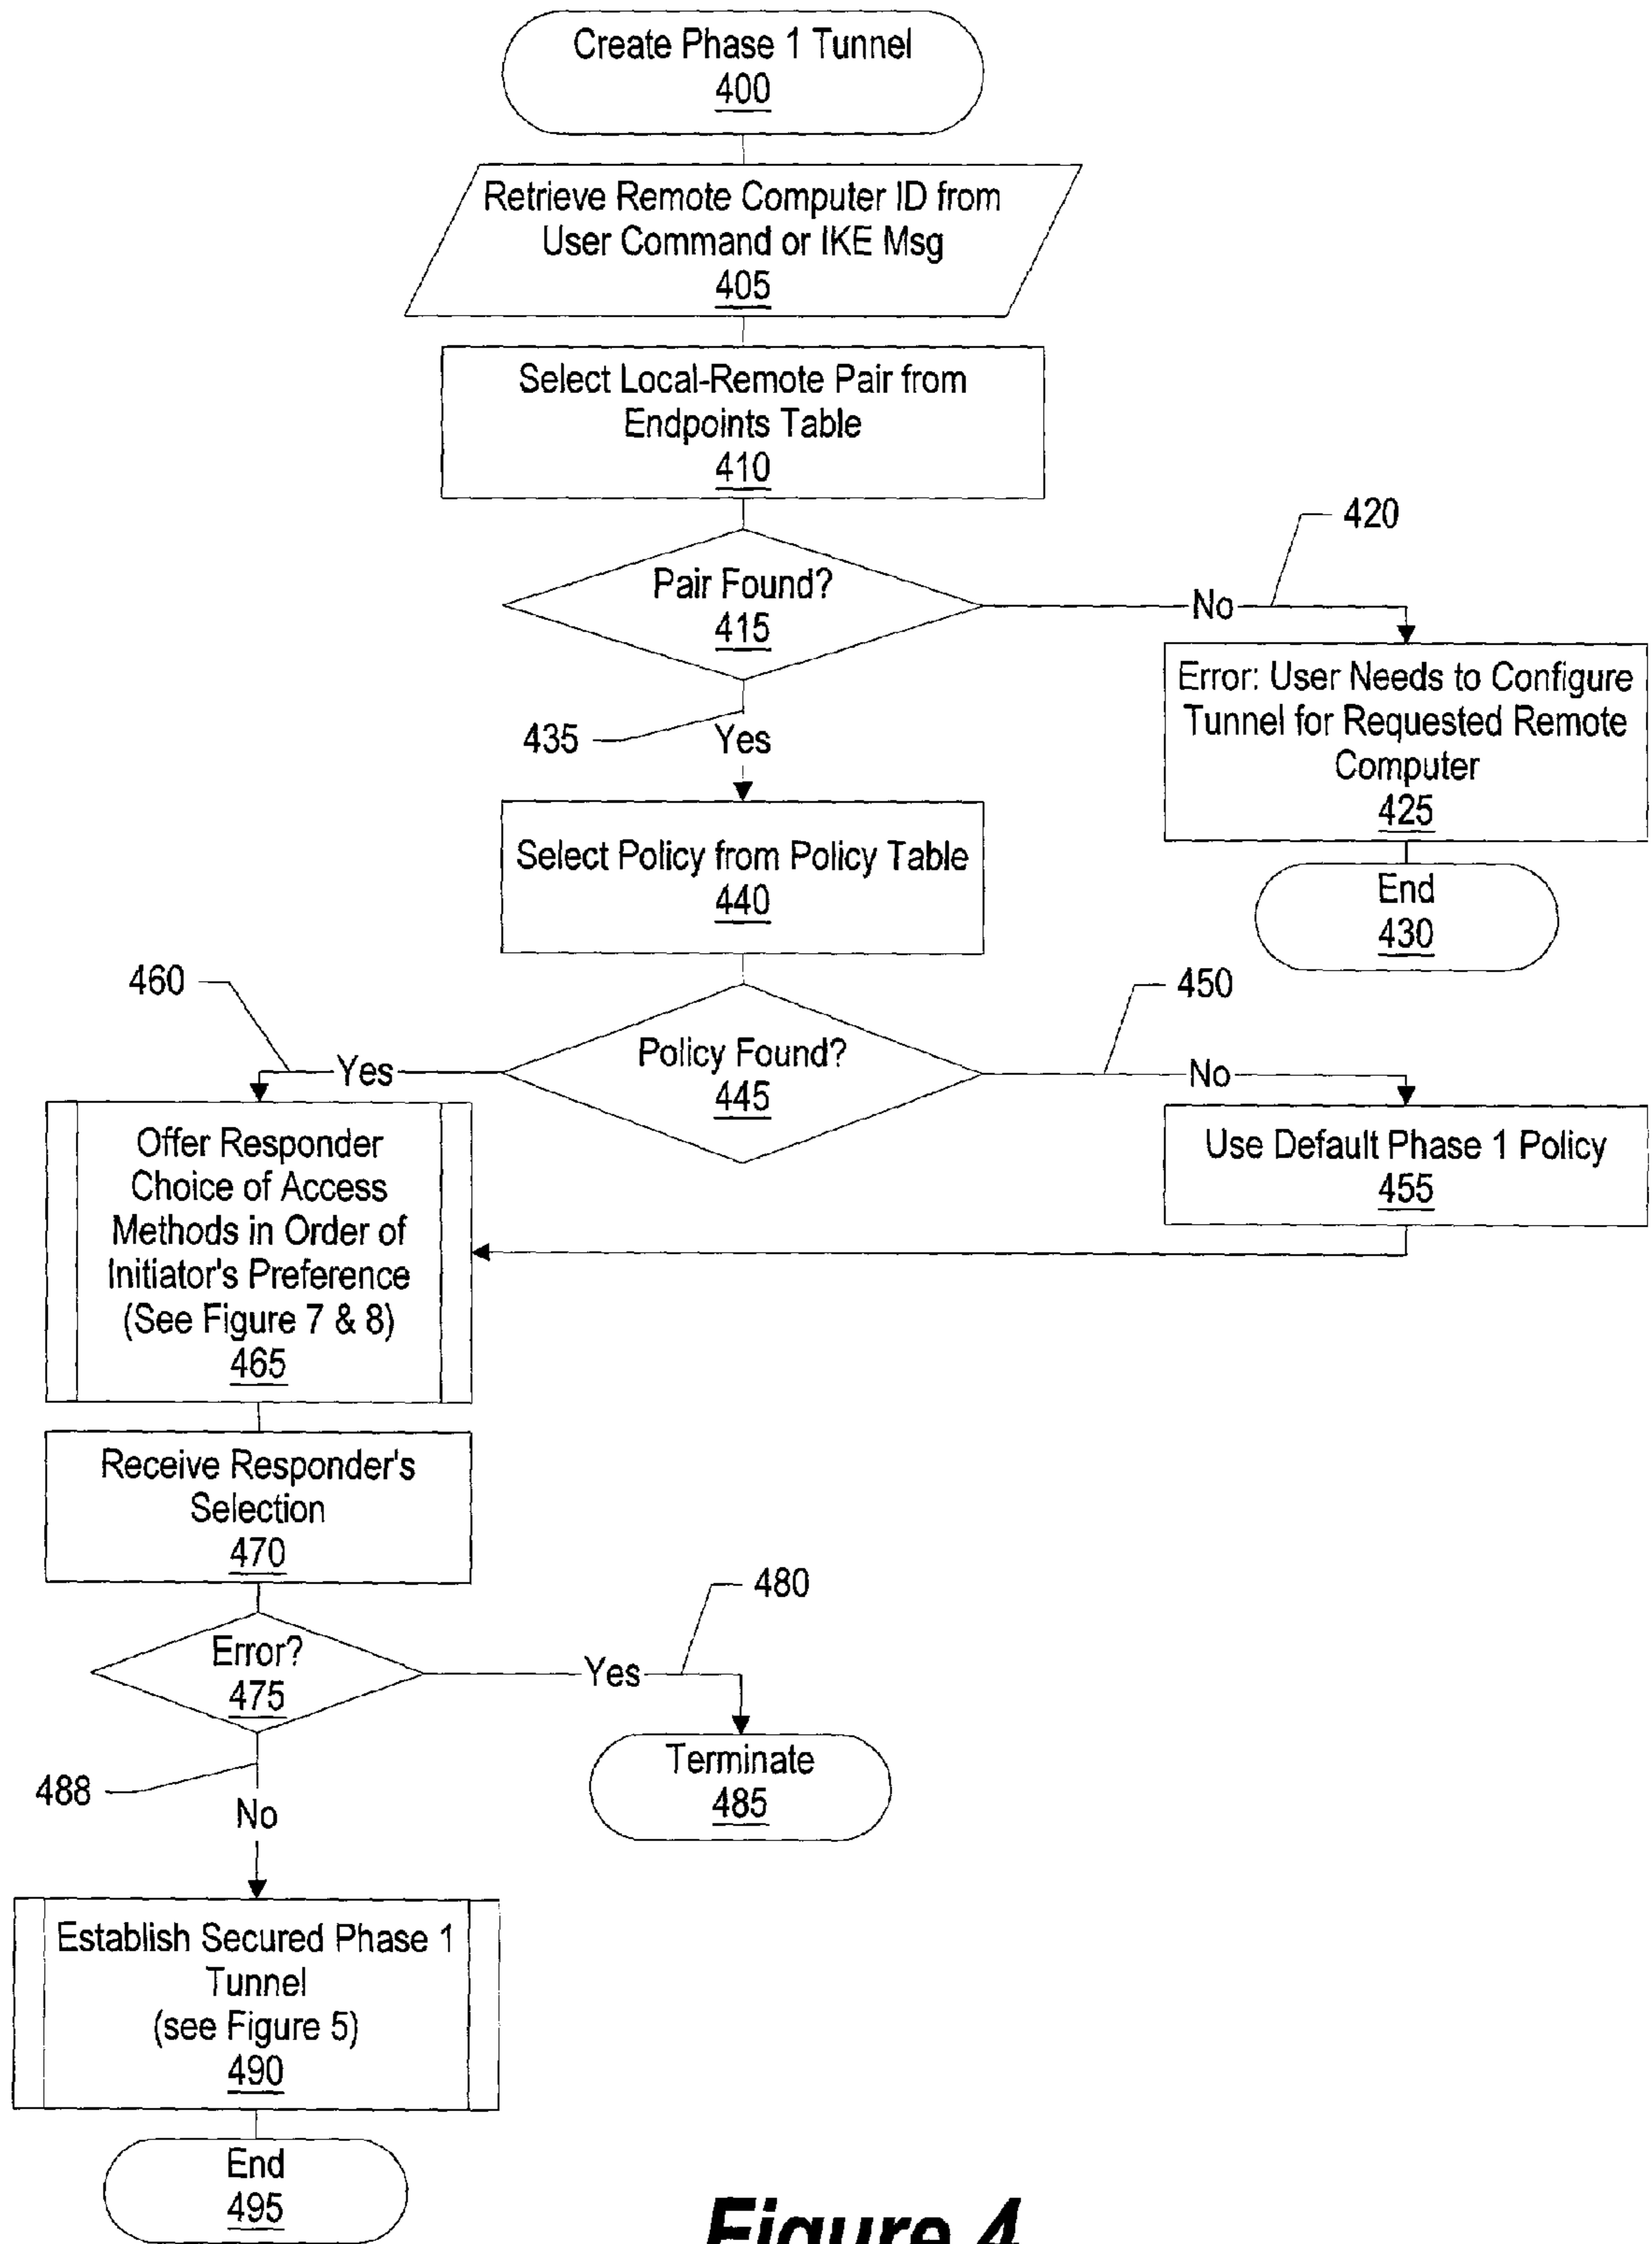 Create Phase 1 Tunnel
400
Retrieve Remote Computer ID from
User Command or IKE Msg
405
Select Local-Remote Pair from
Endpoints Table
410
420
Pair Found?
415
No
Error: User Needs to Configure
Tunnel for Requested Remote
Computer
425
435
Yes
End
430
Select Policy from Policy Table
440
460
450
Policy Found?
445
Yes
No
Offer Responder
Choice of Access
Methods in Order of
Initiator's Preference
(See Figure 7 & 8)
465
Use Default Phase 1 Policy
455
Receive Responder's
Selection
470
480
Error?
475
Yes
Terminate
485
488
No
Establish Secured Phase 1
Tunnel
(see Figure 5)
490
End
495
Figure 4